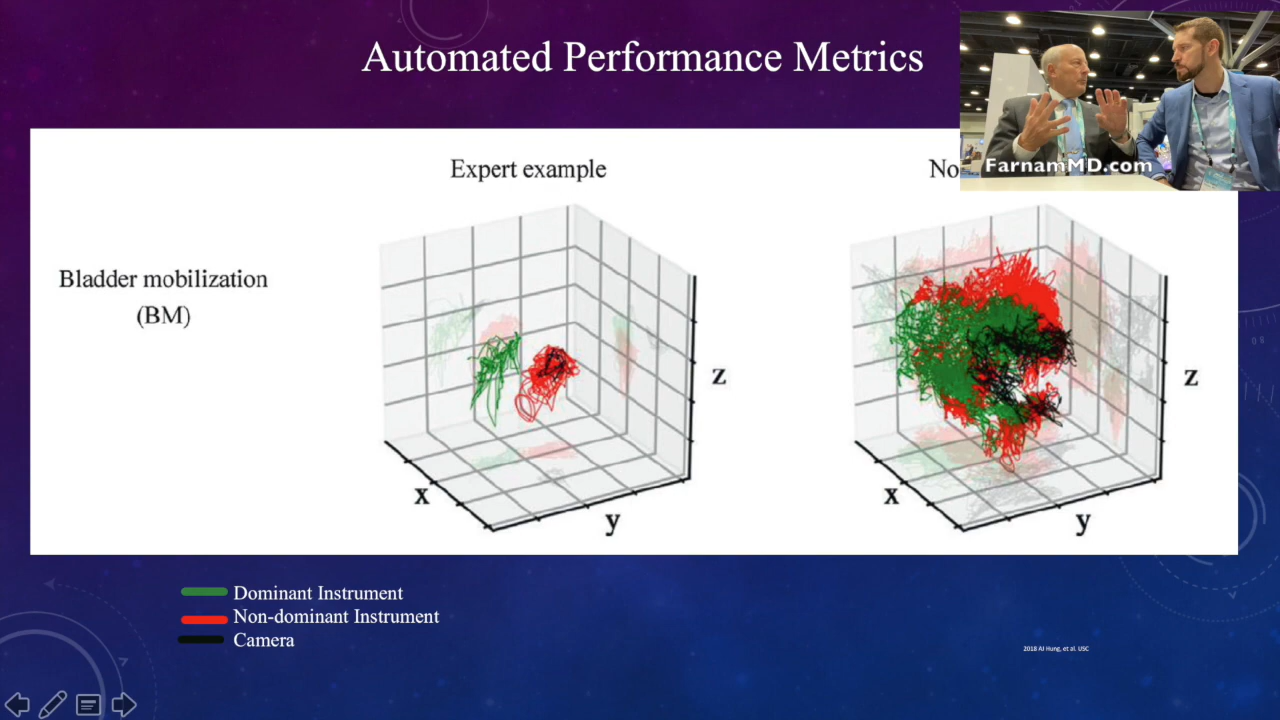 Automated Performance Metrics
FarnamMD.com
Expert example
No
Bladder mobilization
(BM)
z
x
y
z
x
y
Dominant Instrument
Non-dominant Instrument
Camera
2018 AJ Hung, et al. USC